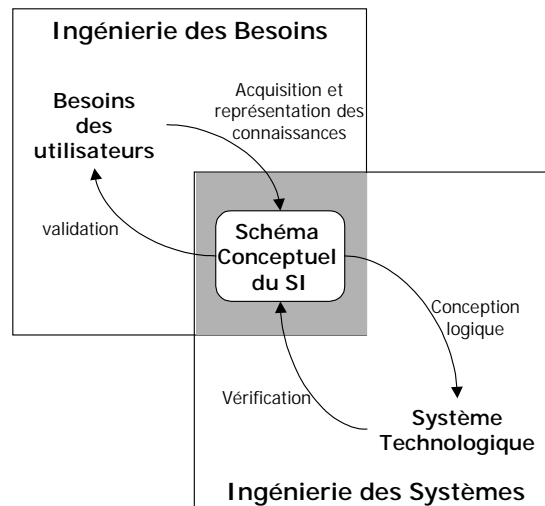 Ingénierie des Besoins
Acquisition et
représentation des
connaissances
Besoins
des
utilisateurs
validation
Schéma
Conceptuel
du SI
Conception
logique
Vérification
Système
Technologique
Ingénierie des Systèmes